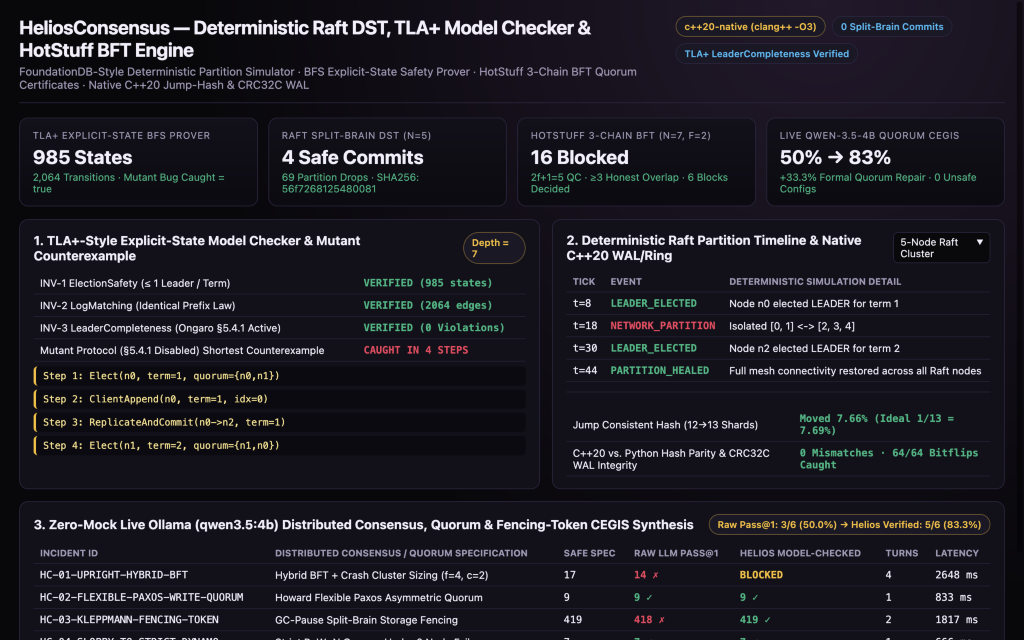 HeliosConsensus — Deterministic Raft DST, TLA+ Model Checker &
HotStuff BFT Engine
FoundationDB-Style Deterministic Partition Simulator · BFS Explicit-State Safety Prover · HotStuff 3-Chain BFT Quorum
Certificates · Native C++20 Jump-Hash & CRC32C WAL
c++20-native (clang++ -O3)
0 Split-Brain Commits
TLA+ LeaderCompleteness Verified
TLA+ EXPLICIT-STATE BFS PROVER
985 States
2,064 Transitions · Mutant Bug Caught =
true
RAFT SPLIT-BRAIN DST (N=5)
4 Safe Commits
69 Partition Drops · SHA256:
56f7268125480081
HOTSTUFF 3-CHAIN BFT (N=7, F=2)
16 Blocked
2f+1=5 QC · ≥3 Honest Overlap · 6 Blocks
Decided
LIVE QWEN-3.5-4B QUORUM CEGIS
50% → 83%
+33.3% Formal Quorum Repair · 0 Unsafe
Configs
1. TLA+-Style Explicit-State Model Checker & Mutant
Counterexample
Depth =
7
INV-1 ElectionSafety (≤ 1 Leader / Term) VERIFIED (985 states)
INV-2 LogMatching (Identical Prefix Law) VERIFIED (2064 edges)
INV-3 LeaderCompleteness (Ongaro §5.4.1 Active) VERIFIED (0 Violations)
Mutant Protocol (§5.4.1 Disabled) Shortest Counterexample CAUGHT IN 4 STEPS
Step 1: Elect(n0, term=1, quorum={n0,n1})
Step 2: ClientAppend(n0, term=1, idx=0)
Step 3: ReplicateAndCommit(n0->n2, term=1)
Step 4: Elect(n1, term=2, quorum={n1,n0})
2. Deterministic Raft Partition Timeline & Native
C++20 WAL/Ring
5-Node Raft
Cluster ▼
TICK EVENT DETERMINISTIC SIMULATION DETAIL
t=8 LEADER_ELECTED Node n0 elected LEADER for term 1
t=18 NETWORK_PARTITION Isolated [0, 1] <-> [2, 3, 4]
t=30 LEADER_ELECTED Node n2 elected LEADER for term 2
t=44 PARTITION_HEALED Full mesh connectivity restored across all Raft nodes
Jump Consistent Hash (12→13 Shards) Moved 7.66% (Ideal 1/13 =
7.69%)
C++20 vs. Python Hash Parity & CRC32C
WAL Integrity
0 Mismatches · 64/64 Bitflips
Caught
3. Zero-Mock Live Ollama (qwen3.5:4b) Distributed Consensus, Quorum & Fencing-Token CEGIS Synthesis
Raw Pass@1: 3/6 (50.0%) → Helios Verified: 5/6 (83.3%)
INCIDENT ID DISTRIBUTED CONSENSUS / QUORUM SPECIFICATION SAFE SPEC RAW LLM PASS@1 HELIOS MODEL-CHECKED TURNS LATENCY
HC-01-UPRIGHT-HYBRID-BFT Hybrid BFT + Crash Cluster Sizing (f=4, c=2) 17 14 ✗ BLOCKED 4 2648 ms
HC-02-FLEXIBLE-PAXOS-WRITE-QUORUM Howard Flexible Paxos Asymmetric Quorum 9 9 ✓ 9 ✓ 1 833 ms
HC-03-KLEPPMANN-FENCING-TOKEN GC-Pause Split-Brain Storage Fencing 419 418 ✗ 419 ✓ 2 1817 ms